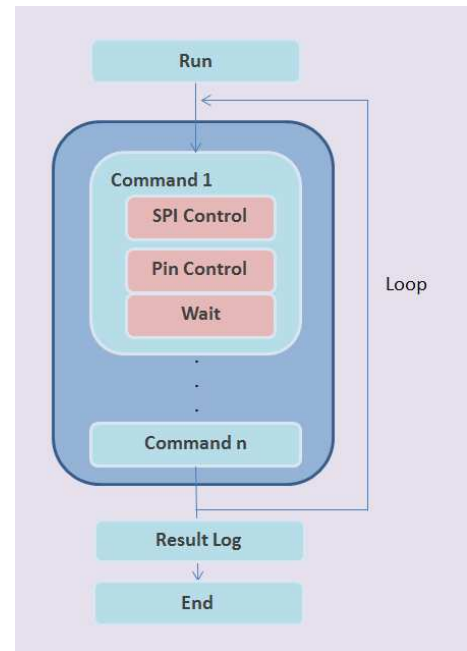 Run
Command 1
SPI Control
Pin Control
Wait
Loop
.
.
.
Command n
Result Log
End